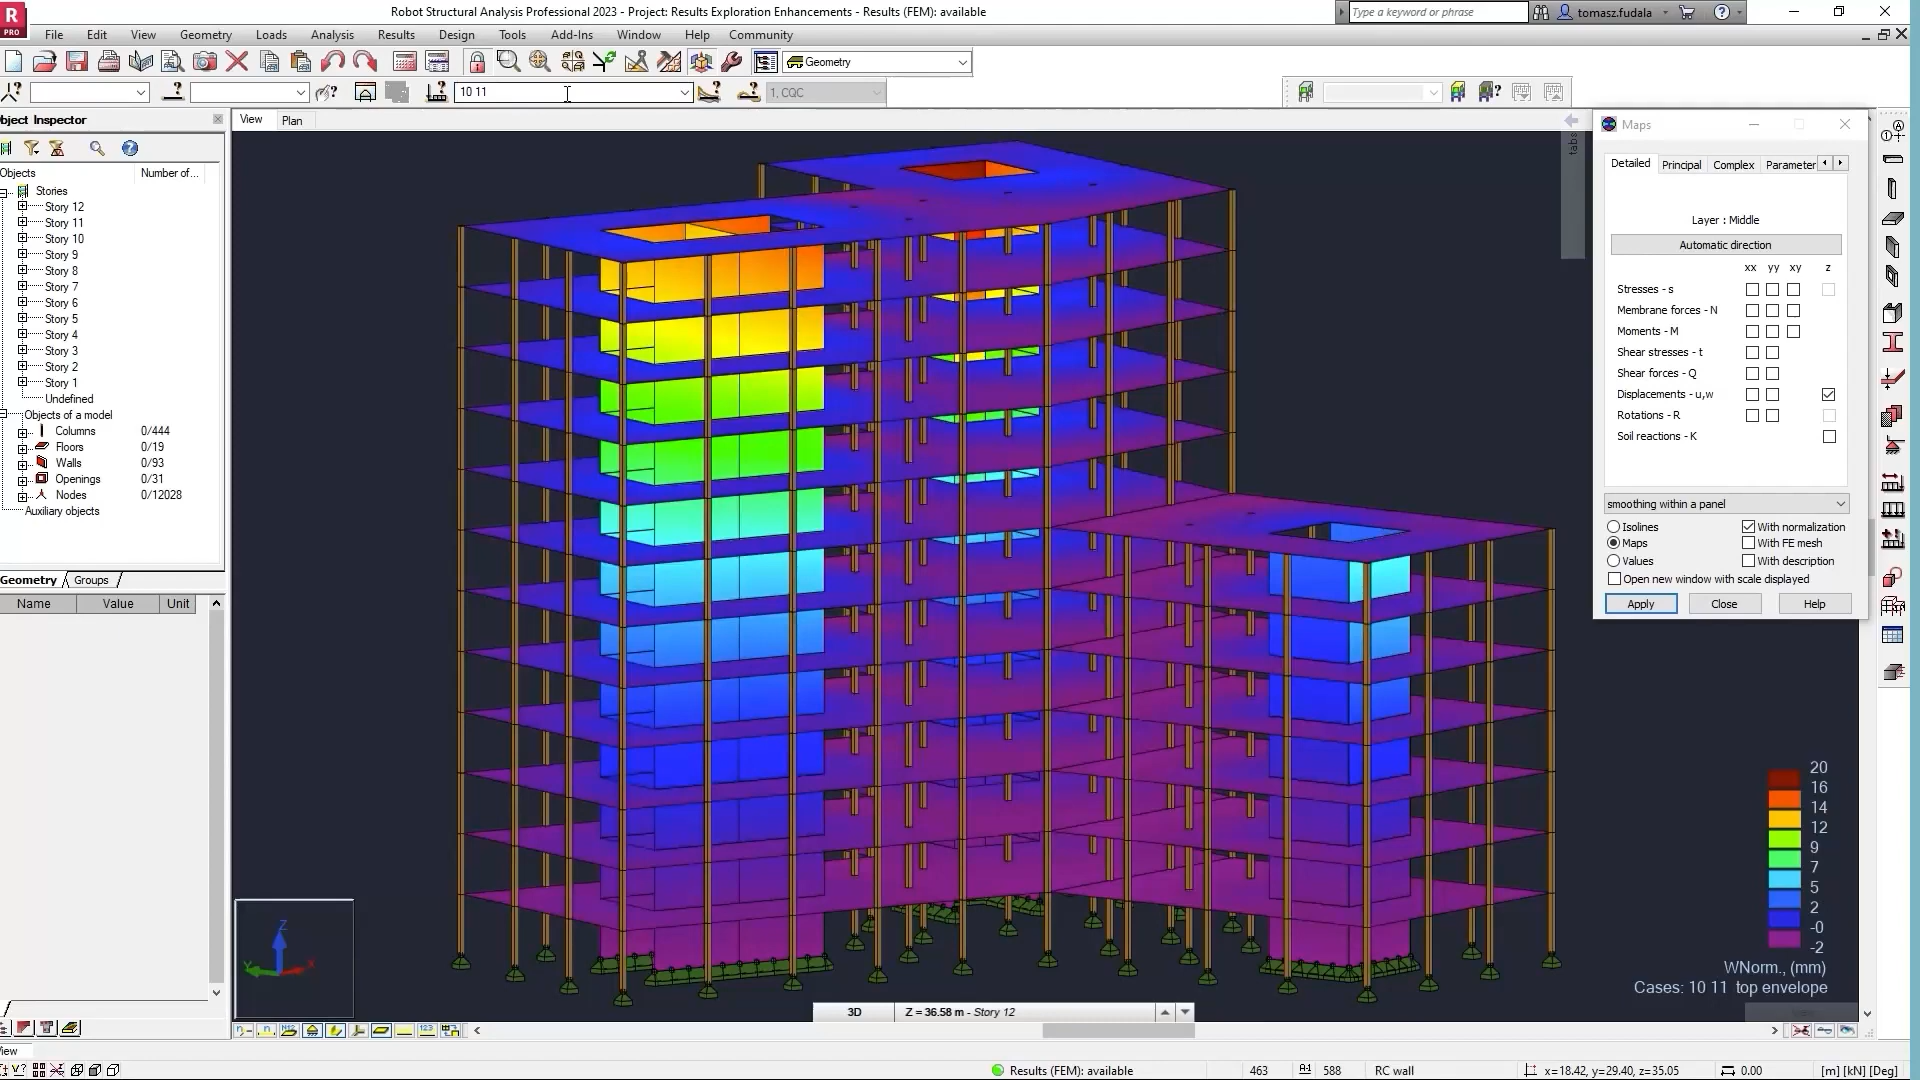 Robot Structural Analysis Professional 2023 - Project: Results Exploration Enhancements - Results (FEM): available
Type a keyword or phrase
tomasz.fudala
R
PRO
File Edit View Geometry Loads Analysis Results Design Tools Add-Ins Window Help Community
Geometry
10 11
1, CQC
bject Inspector
Objects Number of...
Stories
Story 12
Story 11
Story 10
Story 9
Story 8
Story 7
Story 6
Story 5
Story 4
Story 3
Story 2
Story 1
Undefined
Objects of a model
Columns 0/444
Floors 0/19
Walls 0/93
Openings 0/31
Nodes 0/12028
Auxiliary objects
Geometry Groups
Name Value Unit
View Plan
tabs
Maps
Detailed Principal Complex Parameter
Layer : Middle
Automatic direction
xx yy xy z
Stresses - s
Membrane forces - N
Moments - M
Shear stresses - t
Shear forces - Q
Displacements - u,w
Rotations - R
Soil reactions - K
smoothing within a panel
Isolines With normalization
Maps With FE mesh
Values With description
Open new window with scale displayed
Apply Close Help
20
16
14
12
9
7
5
2
-0
-2
WNorm., (mm)
Cases: 10 11 top envelope
Z
Y
X
3D Z = 36.58 m - Story 12
iew
Results (FEM): available 463 588 RC wall x=18.42, y=29.40, z=35.05 0.00 [m] [kN] [Deg]